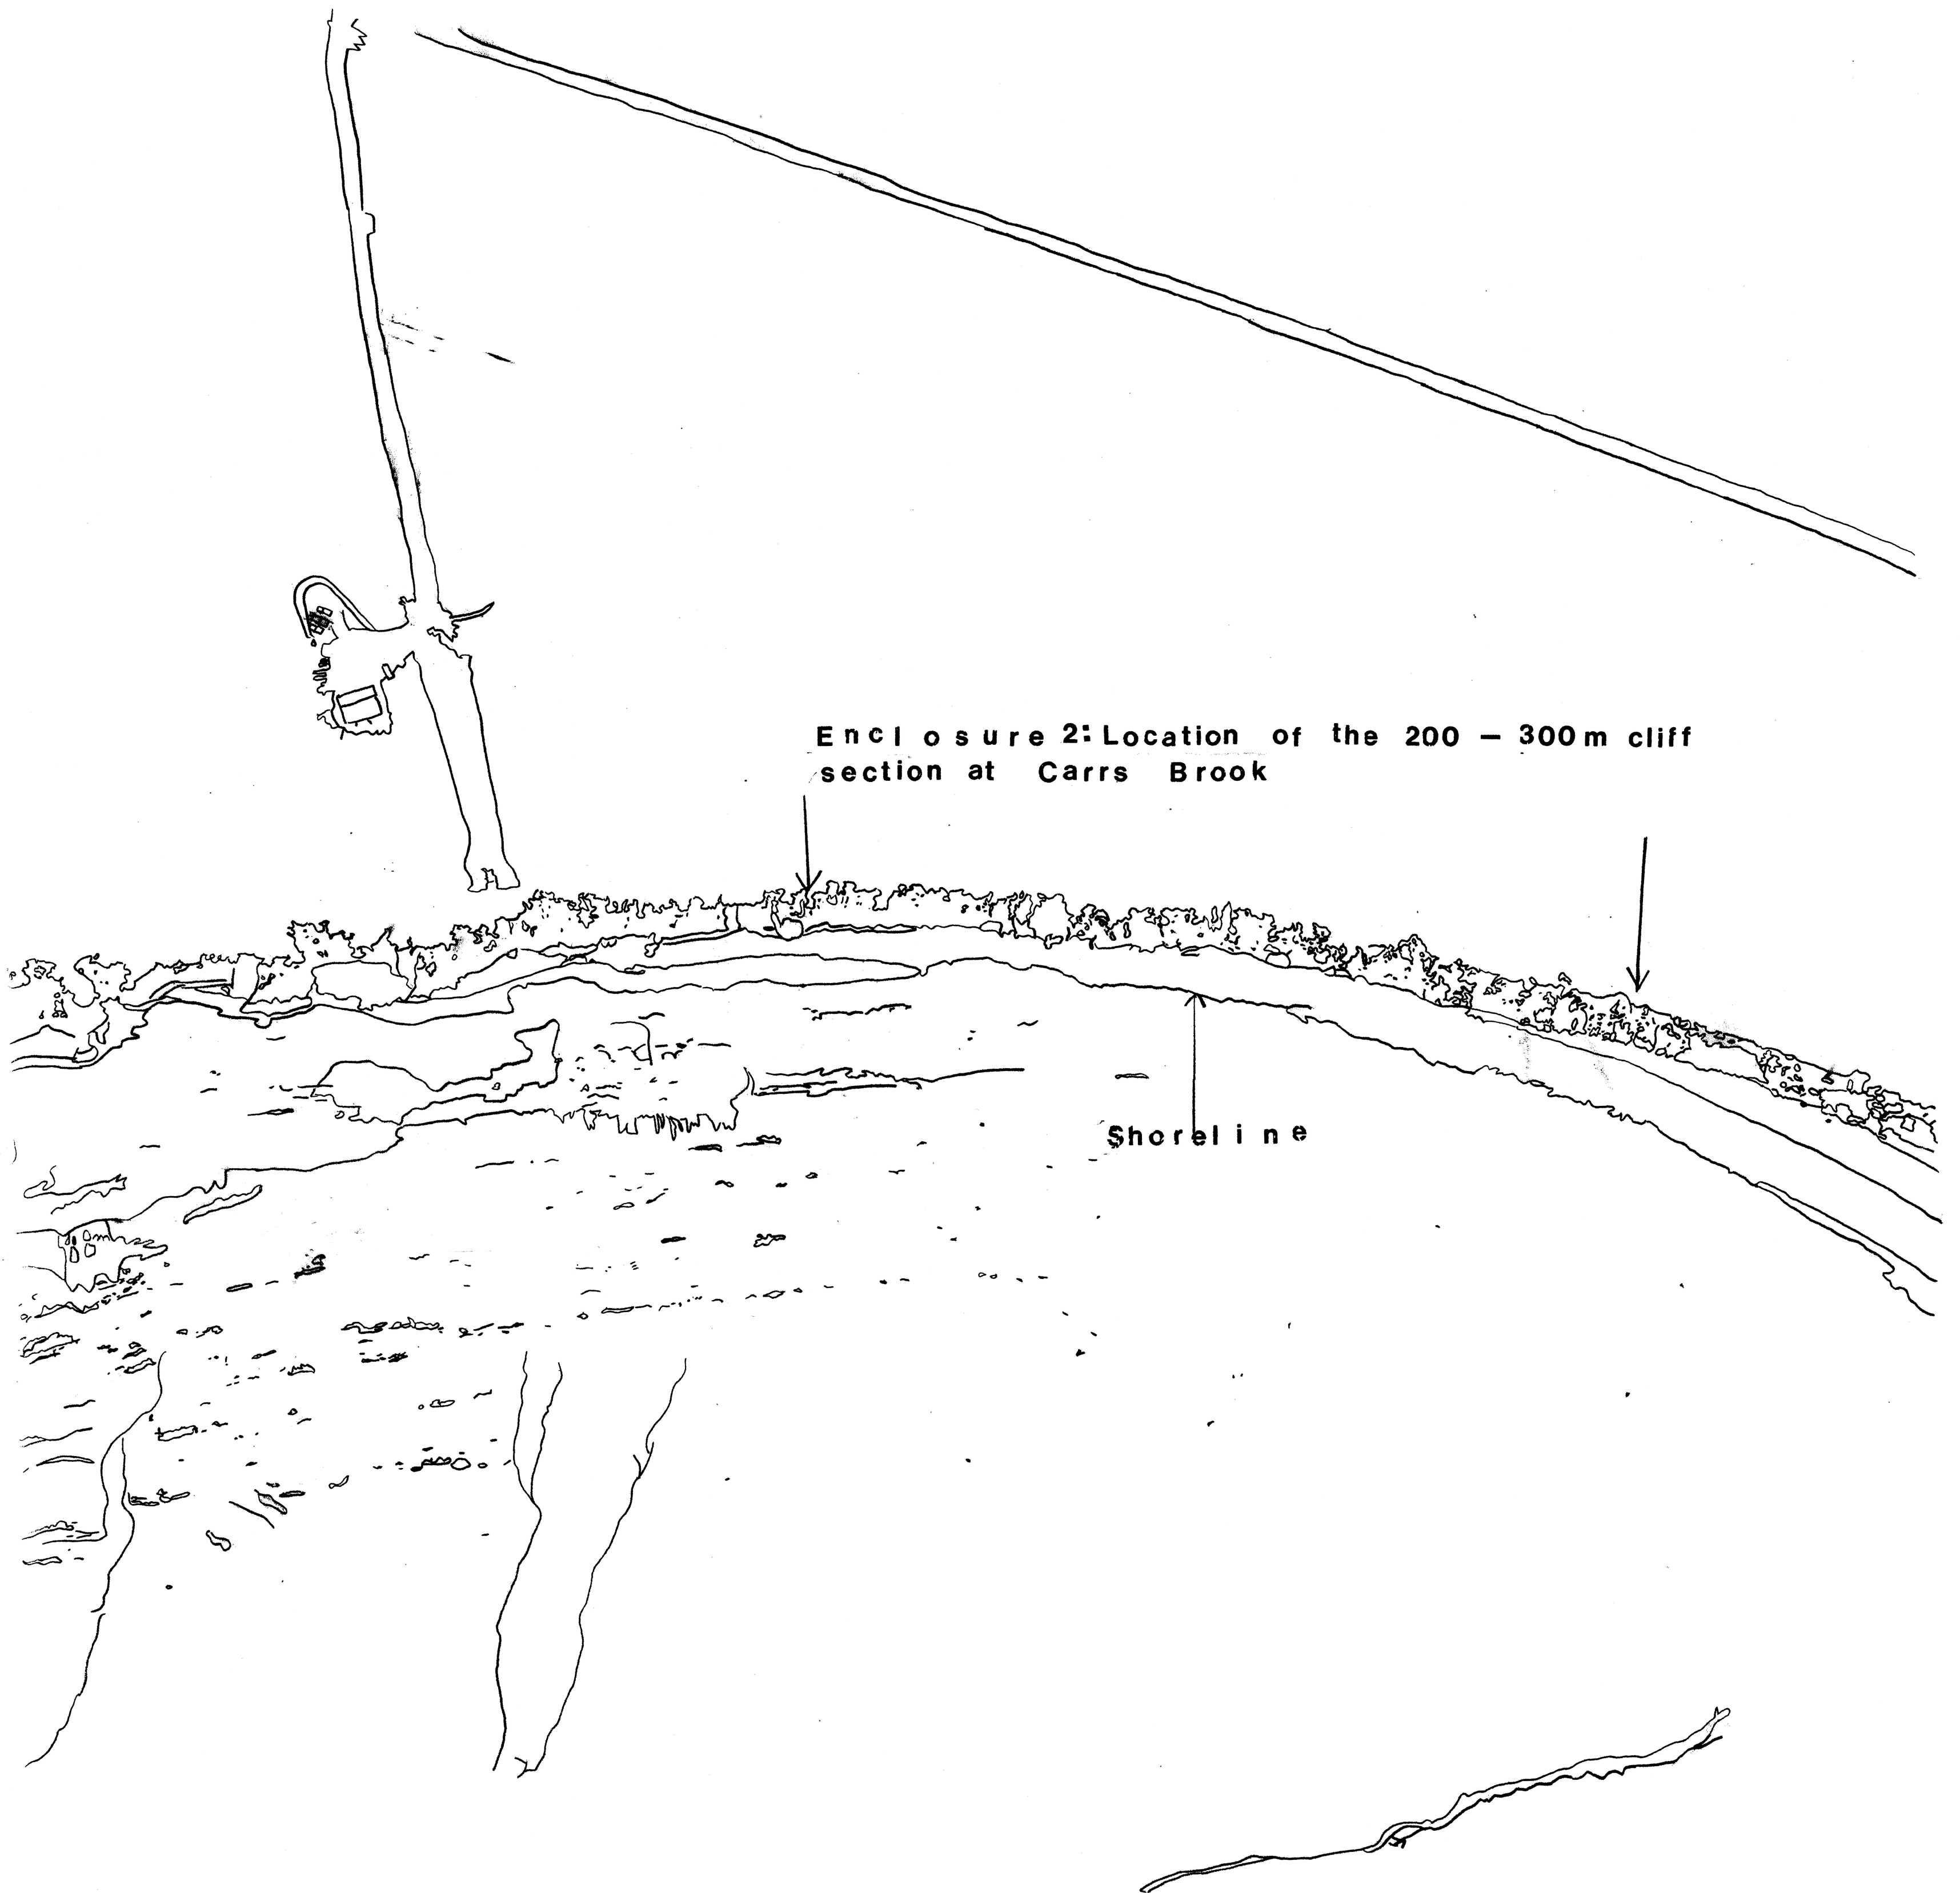 Enclosure 2: Location of the 200 – 300m cliff
section at Carrs Brook
Shoreline